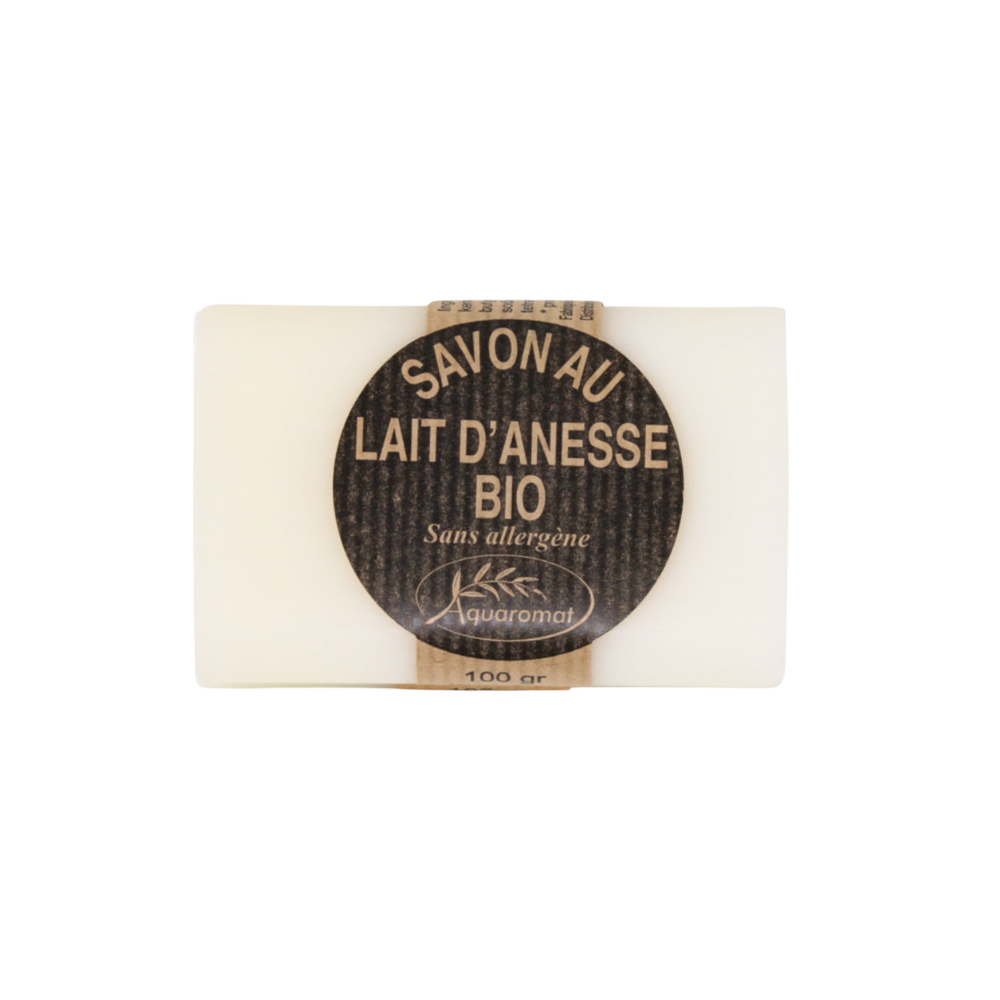 SAVON AU
LAIT D'ANESSE
BIO
Sans allergène
Aquaromat
100 gr